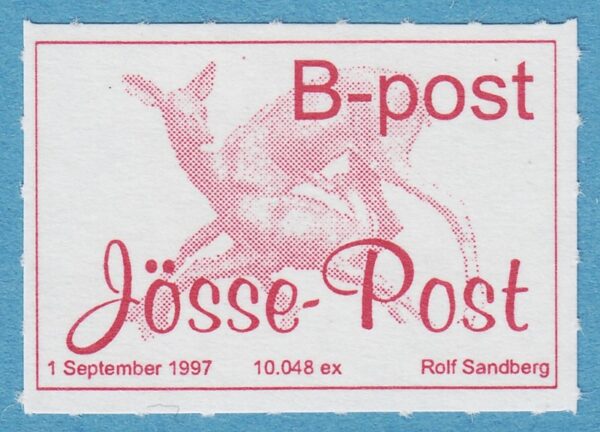 B-post
Jösse-Post
1 September 1997 10.048 ex Rolf Sandberg